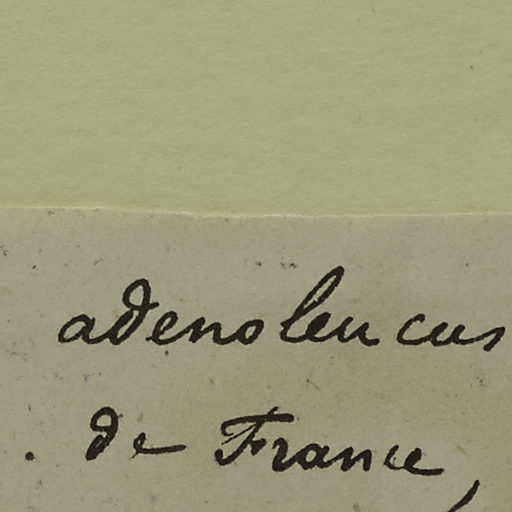 adenoleucus
. de France,